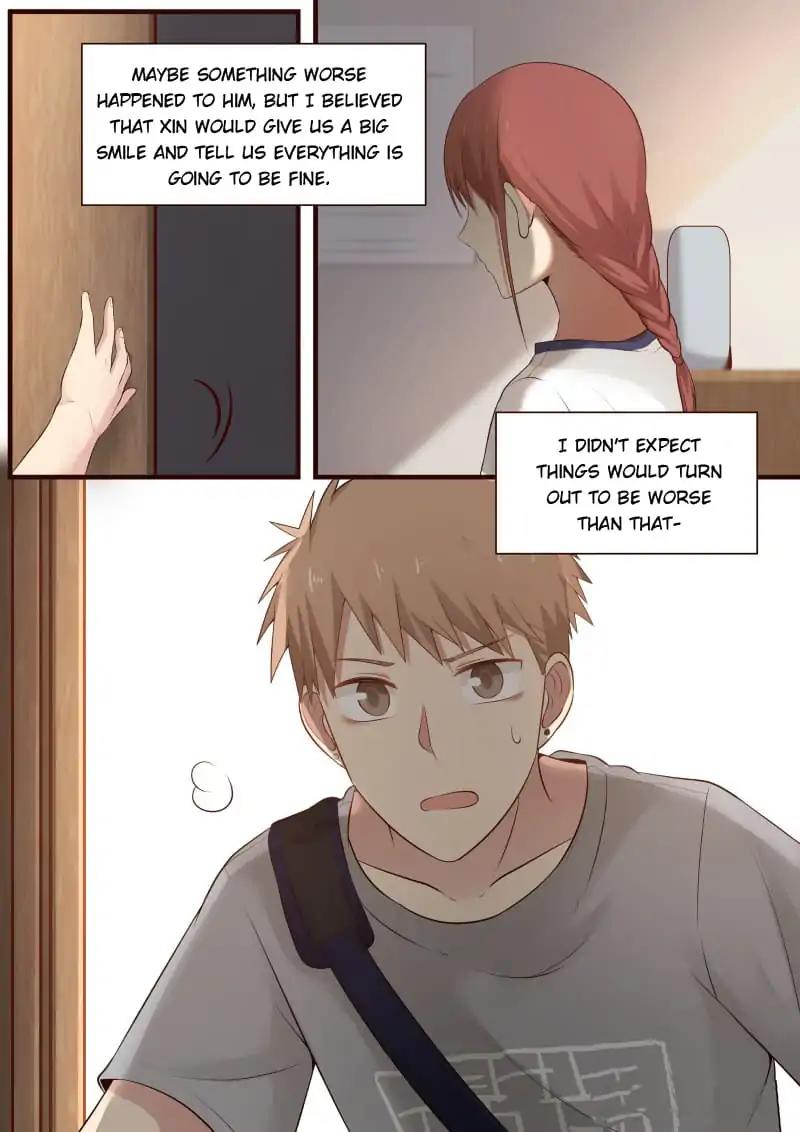 MAYBE SOMETHING WORSE
HAPPENED TO HIM, BUT I BELIEVED
THAT XIN WOULD GIVE US A BIG
SMILE AND TELL US EVERYTHING IS
GOING TO BE FINE.
I DIDN'T EXPECT
THINGS WOULD TURN
OUT TO BE WORSE
THAN THAT-